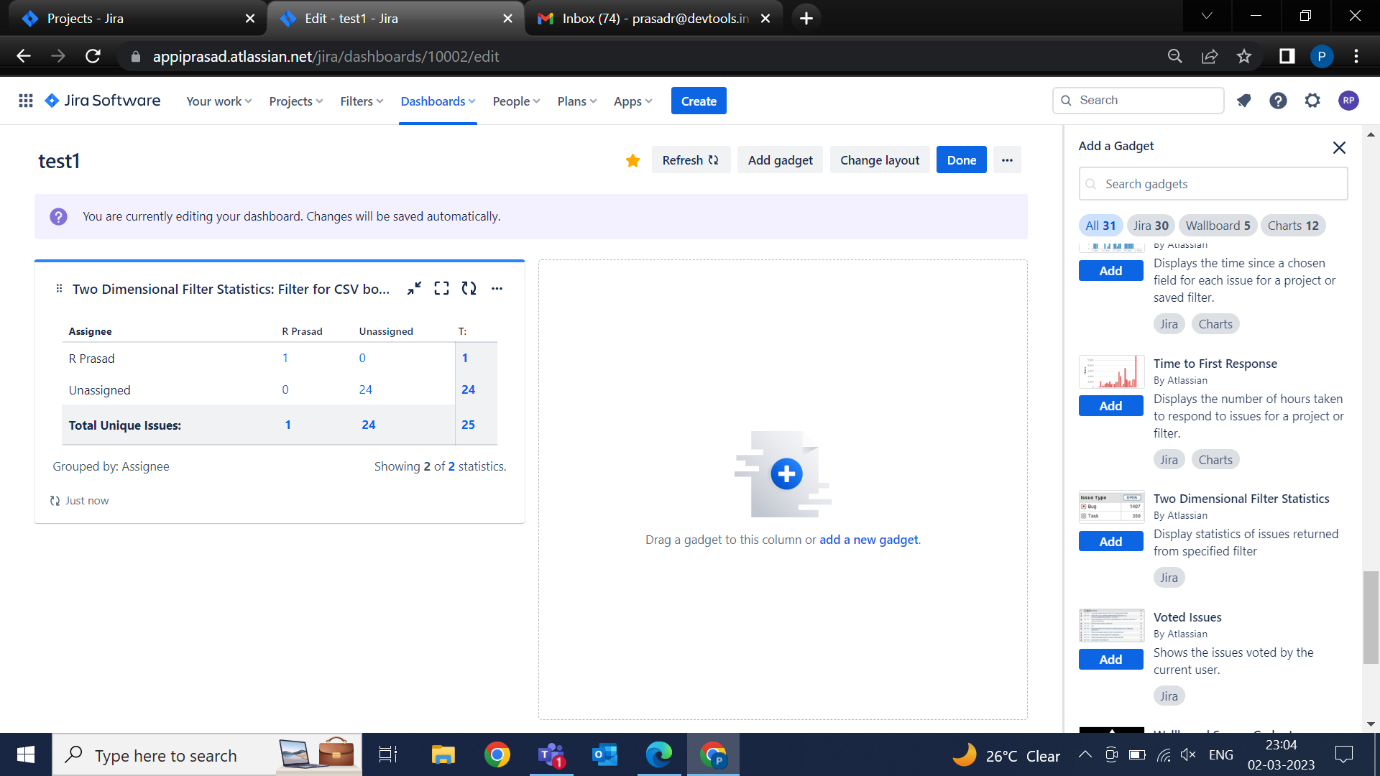 Projects - Jira
Edit - test1 - Jira
Inbox (74) - prasadr@devtools.in
appiprasad.atlassian.net/jira/dashboards/10002/edit
P
Jira Software
Your work
Projects
Filters
Dashboards
People
Plans
Apps
Create
Search
RP
test1
Refresh
Add gadget
Change layout
Done
You are currently editing your dashboard. Changes will be saved automatically.
Two Dimensional Filter Statistics: Filter for CSV bo...
Assignee R Prasad Unassigned T:
R Prasad 1 0 1
Unassigned 0 24 24
Total Unique Issues: 1 24 25
Grouped by: Assignee
Showing 2 of 2 statistics.
Just now
Drag a gadget to this column or add a new gadget.
Add a Gadget
Search gadgets
All 31
Jira 30
Wallboard 5
Charts 12
By Atlassian
Add
Displays the time since a chosen
field for each issue for a project or
saved filter.
Jira
Charts
Time to First Response
By Atlassian
Add
Displays the number of hours taken
to respond to issues for a project or
filter.
Jira
Charts
Two Dimensional Filter Statistics
By Atlassian
Add
Display statistics of issues returned
from specified filter
Jira
Voted Issues
By Atlassian
Add
Shows the issues voted by the
current user.
Jira
Type here to search
1
P
26°C Clear
ENG
23:04
02-03-2023